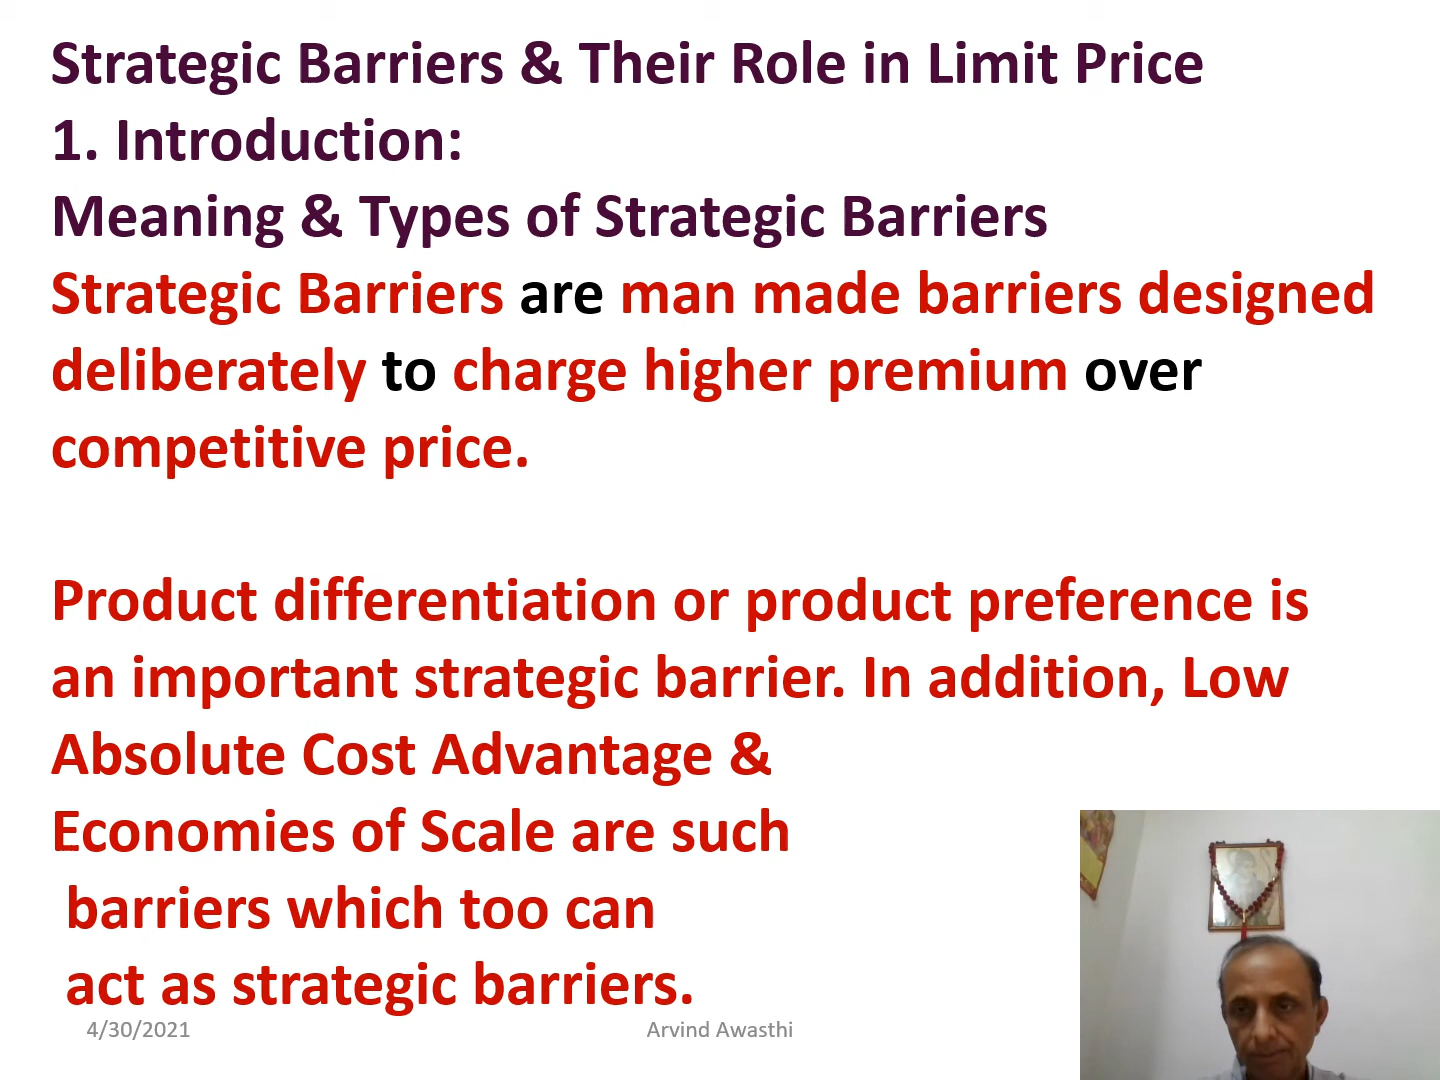 Strategic Barriers & Their Role in Limit Price
1. Introduction:
Meaning & Types of Strategic Barriers
Strategic Barriers are man made barriers designed
deliberately to charge higher premium over
competitive price.
Product differentiation or product preference is
an important strategic barrier. In addition, Low
Absolute Cost Advantage &
Economies of Scale are such
barriers which too can
act as strategic barriers.
4/30/2021
Arvind Awasthi